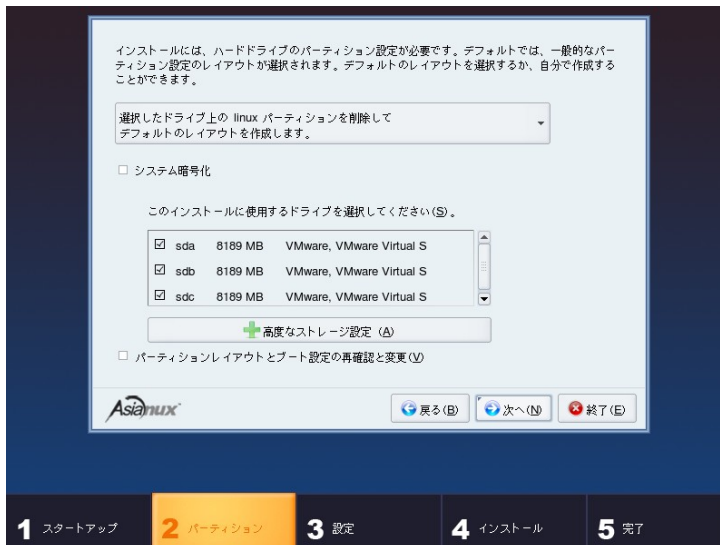 インストールには、ハードドライブのパーティション設定が必要です。デフォルトでは、一般的なパー
ティション設定のレイアウトが選択されます。デフォルトのレイアウトを選択するか、自分で作成する
ことができます。
選択したドライブ上の linux パーティションを削除して
デフォルトのレイアウトを作成します。
システム暗号化
このインストールに使用するドライブを選択してください(S)。
sda 8189 MB VMware, VMware Virtual S
sdb 8189 MB VMware, VMware Virtual S
sdc 8189 MB VMware, VMware Virtual S
高度なストレージ設定 (A)
パーティションレイアウトとブート設定の再確認と変更(V)
Asianux
戻る(B) 次へ(N) 終了(E)
1 スタートアップ 2 パーティション 3 設定 4 インストール 5 完了